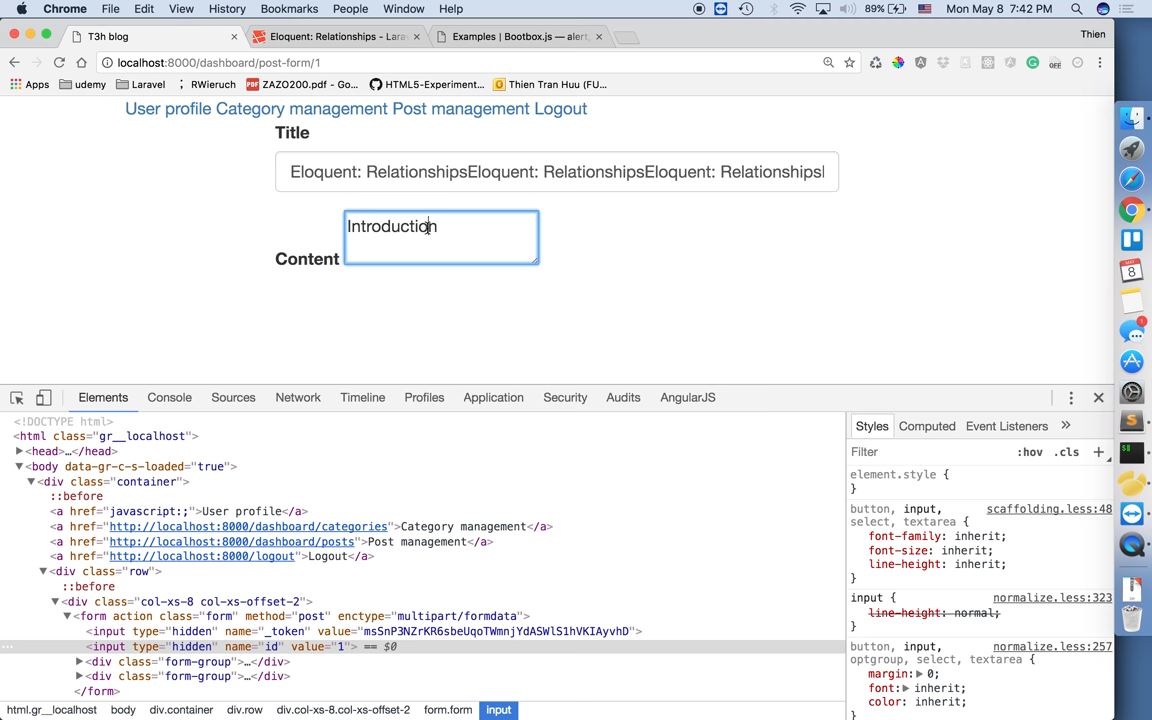 Chrome File Edit View History Bookmarks People Window Help 89% Mon May 8 7:42 PM
T3h blog Eloquent: Relationships - Lara Examples | Bootbox.js — alert, Thien
localhost:8000/dashboard/post-form/1
Apps udemy Laravel RWieruch ZAZO200.pdf - Go... HTML5-Experiment... Thien Tran Huu (FU...
User profile Category management Post management Logout
Title
Eloquent: RelationshipsEloquent: RelationshipsEloquent: Relationships
Introduction
Content
Elements Console Sources Network Timeline Profiles Application Security Audits AngularJS
<!DOCTYPE html>
<html class="gr__localhost">
<head>…</head>
<body data-gr-c-s-loaded="true">
<div class="container">
::before
<a href="javascript:;">User profile</a>
<a href="http://localhost:8000/dashboard/categories">Category management</a>
<a href="http://localhost:8000/dashboard/posts">Post management</a>
<a href="http://localhost:8000/logout">Logout</a>
<div class="row">
::before
<div class="col-xs-8 col-xs-offset-2">
<form action class="form" method="post" enctype="multipart/formdata">
<input type="hidden" name="_token" value="msSnP3NZrKR6sbeUqoTWmnjYdASWlS1hVKIAyvhD">
<input type="hidden" name="id" value="1"> == $0
<div class="form-group">…</div>
<div class="form-group">…</div>
</form>
html.gr__localhost body div.container div.row div.col-xs-8.col-xs-offset-2 form.form input
Styles Computed Event Listeners »
Filter :hov .cls +
element.style {
}
button, input, scaffolding.less:48
select, textarea {
font-family: inherit;
font-size: inherit;
line-height: inherit;
}
input { normalize.less:323
line-height: normal;
}
button, input, normalize.less:257
optgroup, select, textarea {
margin: 0;
font: inherit;
color: inherit;
}